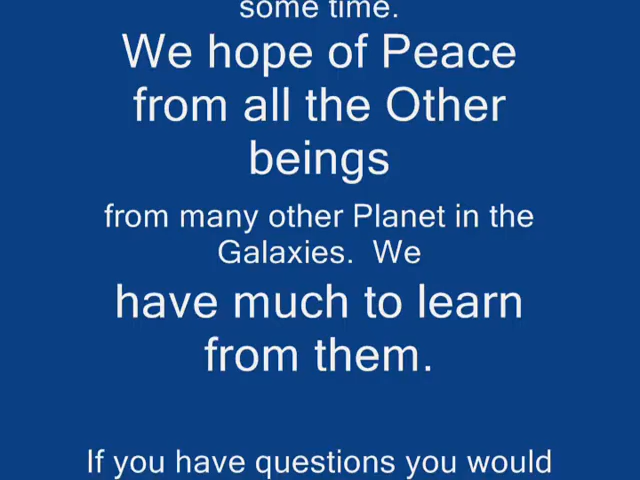 some time.
We hope of Peace
from all the Other
beings
from many other Planet in the
Galaxies.  We
have much to learn
from them.
If you have questions you would